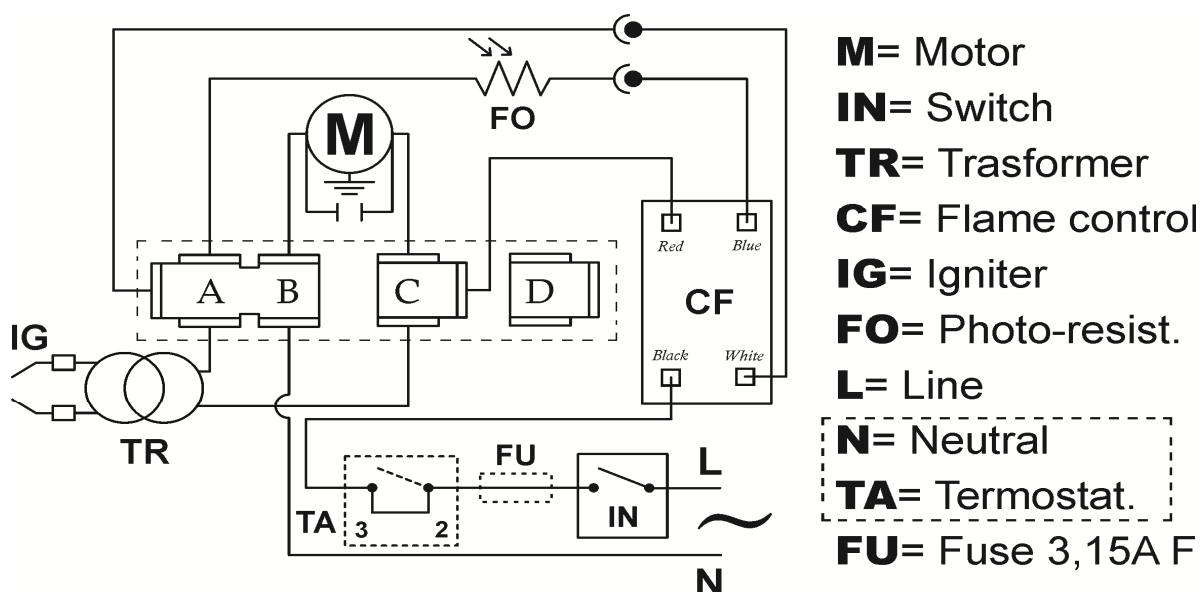 FO
M
Red
Blue
A
B
C
D
CF
IG
Black
White
TR
FU
L
TA
3
2
IN
N
M= Motor
IN= Switch
TR= Trasformer
CF= Flame control
IG= Igniter
FO= Photo-resist.
L= Line
N= Neutral
TA= Termostat.
FU= Fuse 3,15A F